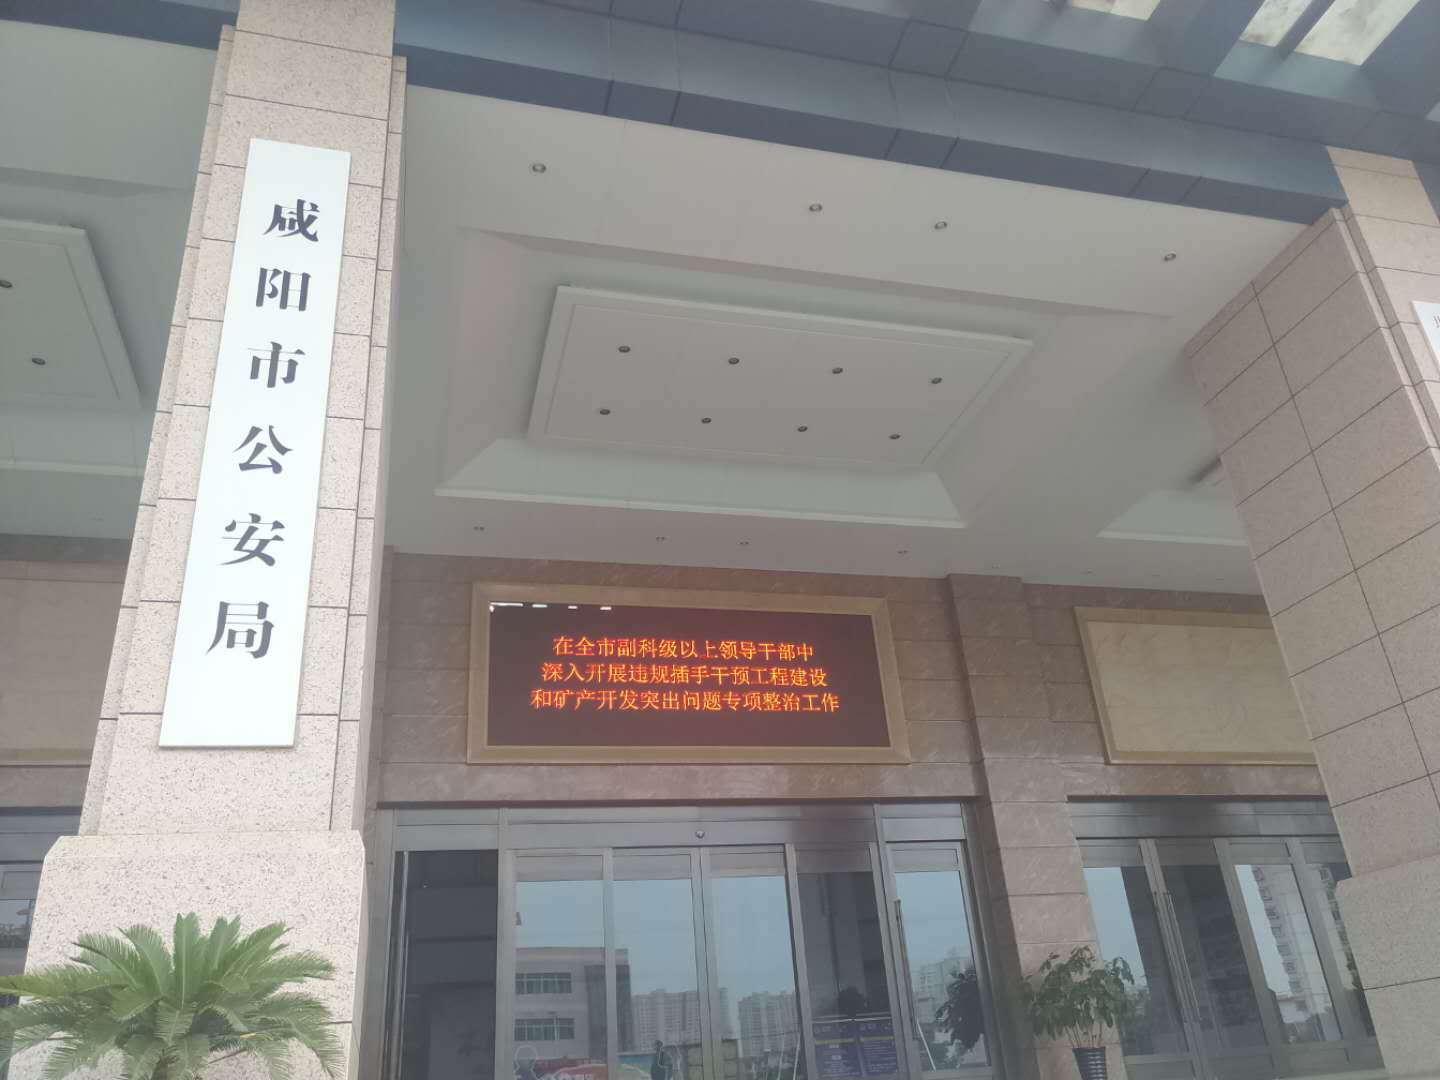 咸阳市公安局
在全市副科级以上领导干部中
深入开展违规插手干预工程建设
和矿产开发突出问题专项整治工作